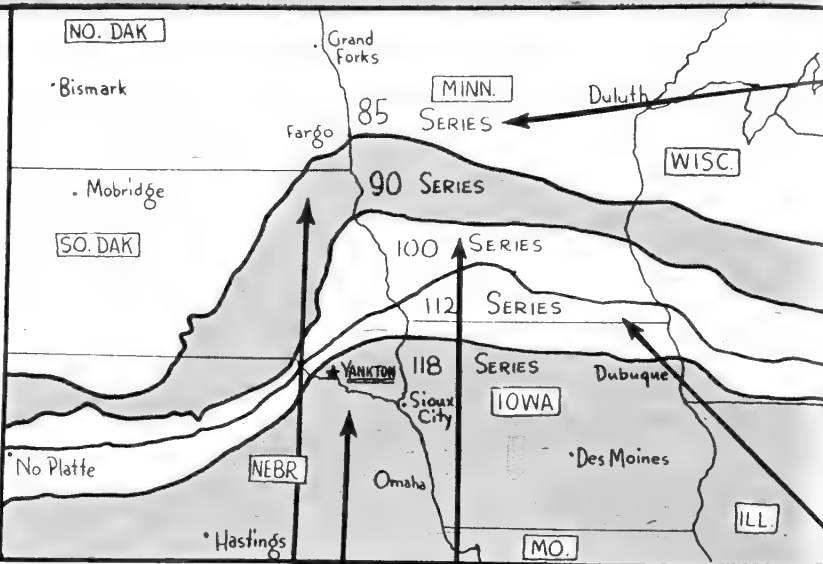 NO. DAK
Grand
Forks
Bismark
MINN.
Duluth
85
SERIES
Fargo
WISC.
Mobridge
90 SERIES
SO. DAK
100 SERIES
112 SERIES
YANKTON
118 SERIES
Dubuque
Sioux
City
IOWA
No Platte
NEBR
Omaha
Des Moines
Hastings
MO.
ILL.